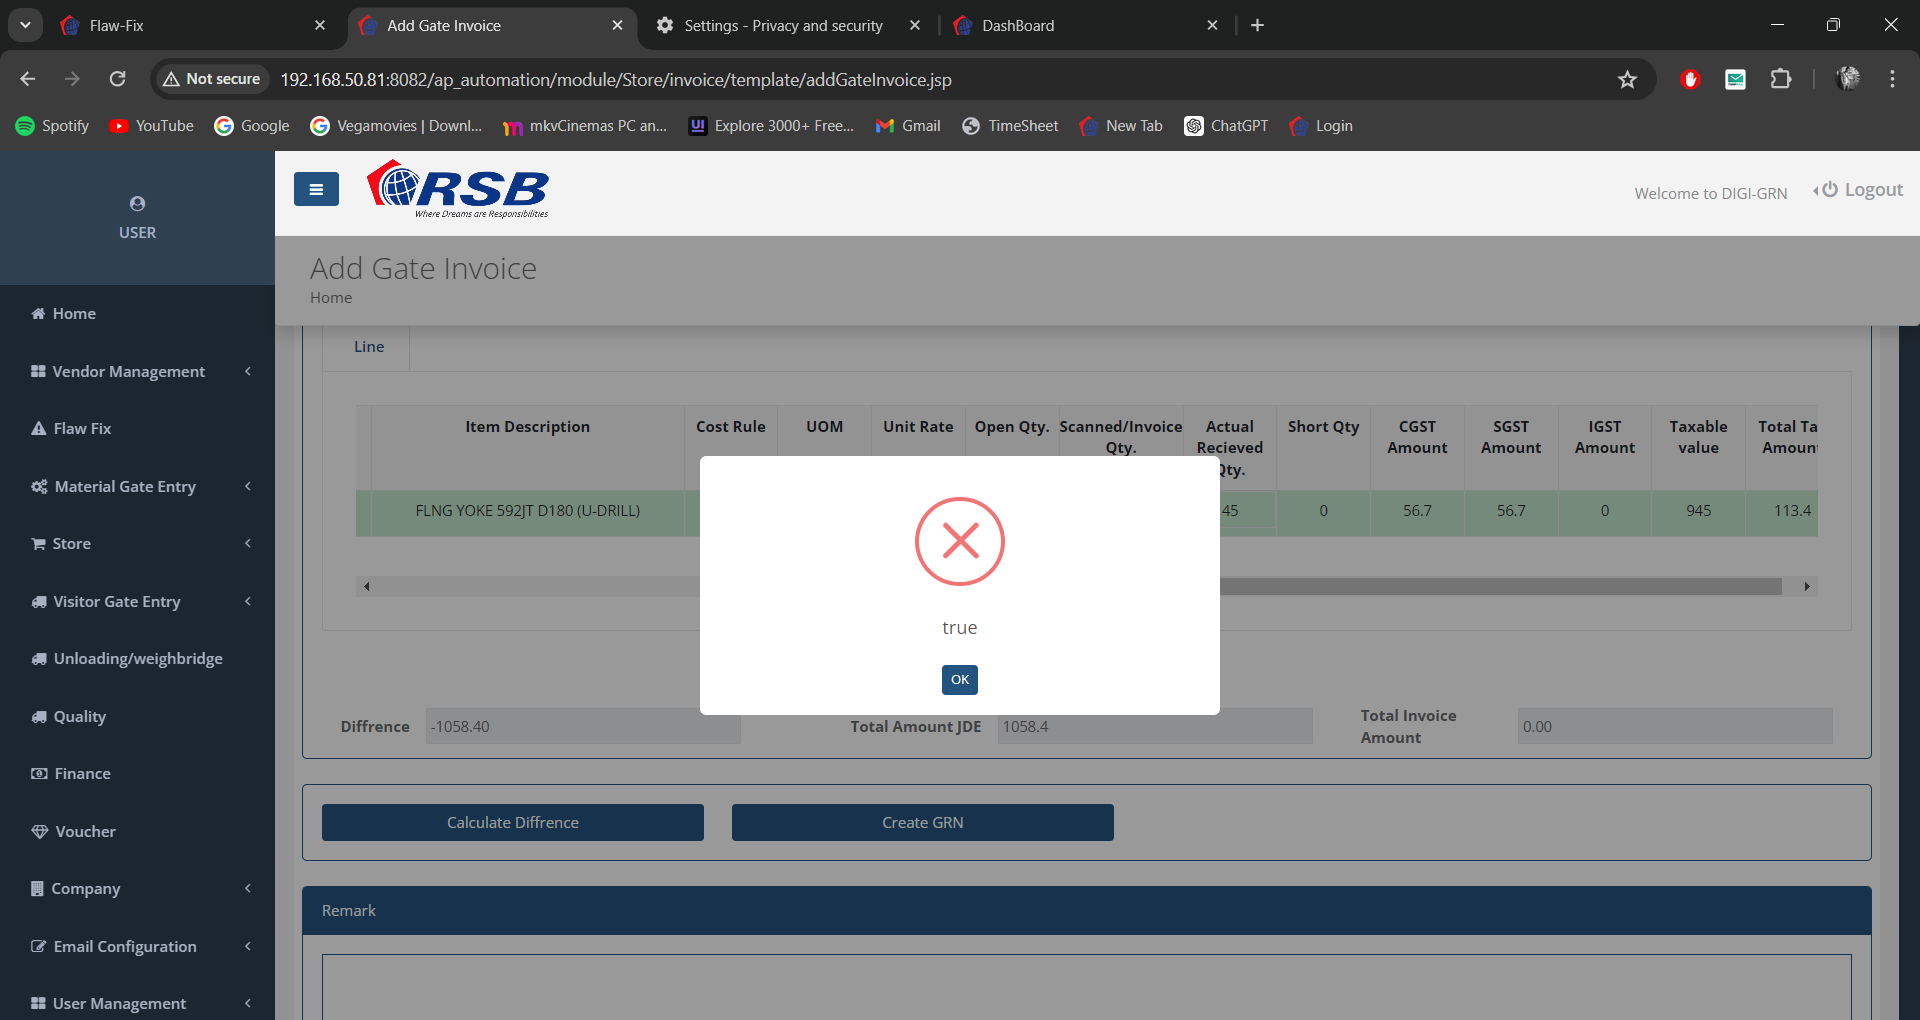 Flaw-Fix
Add Gate Invoice
Settings - Privacy and security
DashBoard
Not secure
192.168.50.81:8082/ap_automation/module/Store/invoice/template/addGateInvoice.jsp
Spotify
YouTube
Google
Vegamovies | Downl...
mkvCinemas PC an...
UI
Explore 3000+ Free...
Gmail
TimeSheet
New Tab
ChatGPT
Login
USER
RSB
Where Dreams are Responsibilities
Welcome to DIGI-GRN
Logout
Add Gate Invoice
Home
Home
Vendor Management
Flaw Fix
Material Gate Entry
Store
Visitor Gate Entry
Unloading/weighbridge
Quality
Finance
Voucher
Company
Email Configuration
User Management
Line
Item Description
Cost Rule
UOM
Unit Rate
Open Qty.
Scanned/Invoice
Qty.
Actual
Recieved
Qty.
Short Qty
CGST
Amount
SGST
Amount
IGST
Amount
Taxable
value
Total Ta
Amoun
FLNG YOKE 592JT D180 (U-DRILL)
45
0
56.7
56.7
0
945
113.4
true
OK
Diffrence
-1058.40
Total Amount JDE
1058.4
Total Invoice
Amount
0.00
Calculate Diffrence
Create GRN
Remark